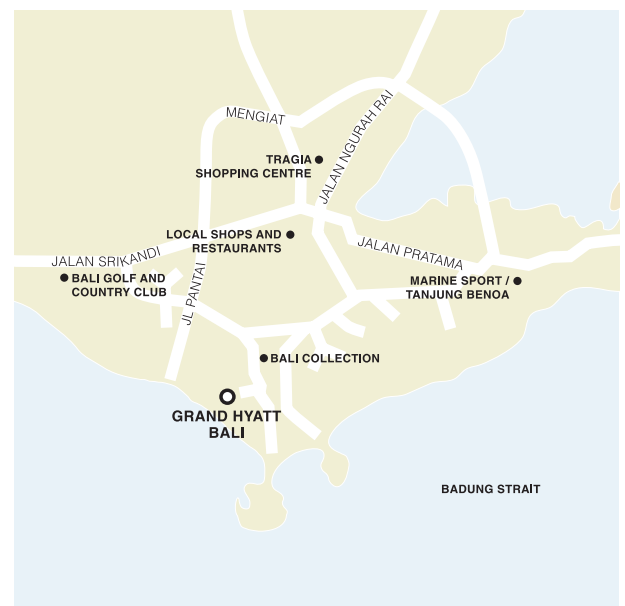 MENGIAT
JALAN NGURAH RAI
TRAGIA
SHOPPING CENTRE
LOCAL SHOPS AND
RESTAURANTS
JALAN PRATAMA
JALAN SRIKANDI
BALI GOLF AND
COUNTRY CLUB
JL PANTAI
MARINE SPORT /
TANJUNG BENOA
BALI COLLECTION
GRAND HYATT
BALI
BADUNG STRAIT